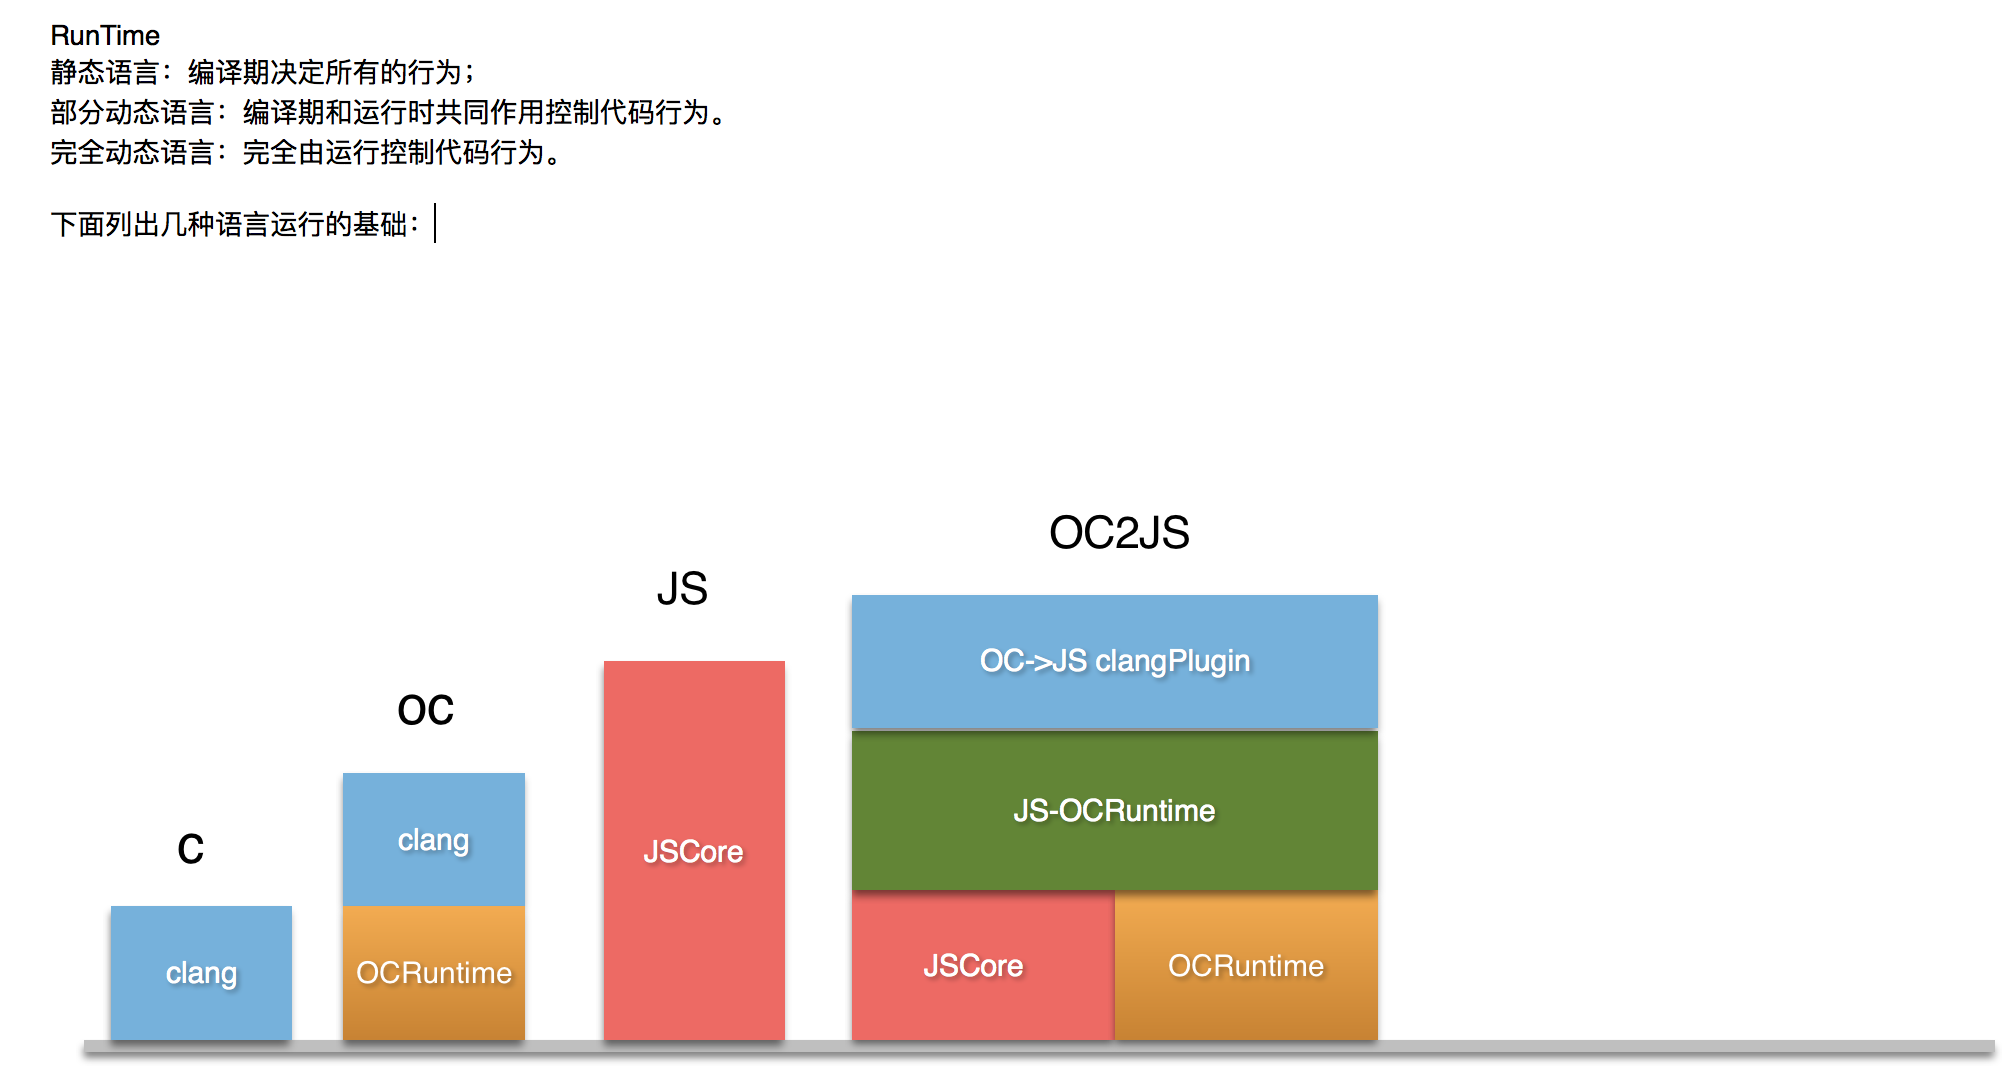 RunTime
静态语言：编译期决定所有的行为；
部分动态语言：编译期和运行时共同作用控制代码行为。
完全动态语言：完全由运行控制代码行为。
下面列出几种语言运行的基础：
OC2JS
JS
OC->JS clangPlugin
OC
JS-OCRuntime
clang
C
JSCore
clang
OCRuntime
JSCore
OCRuntime